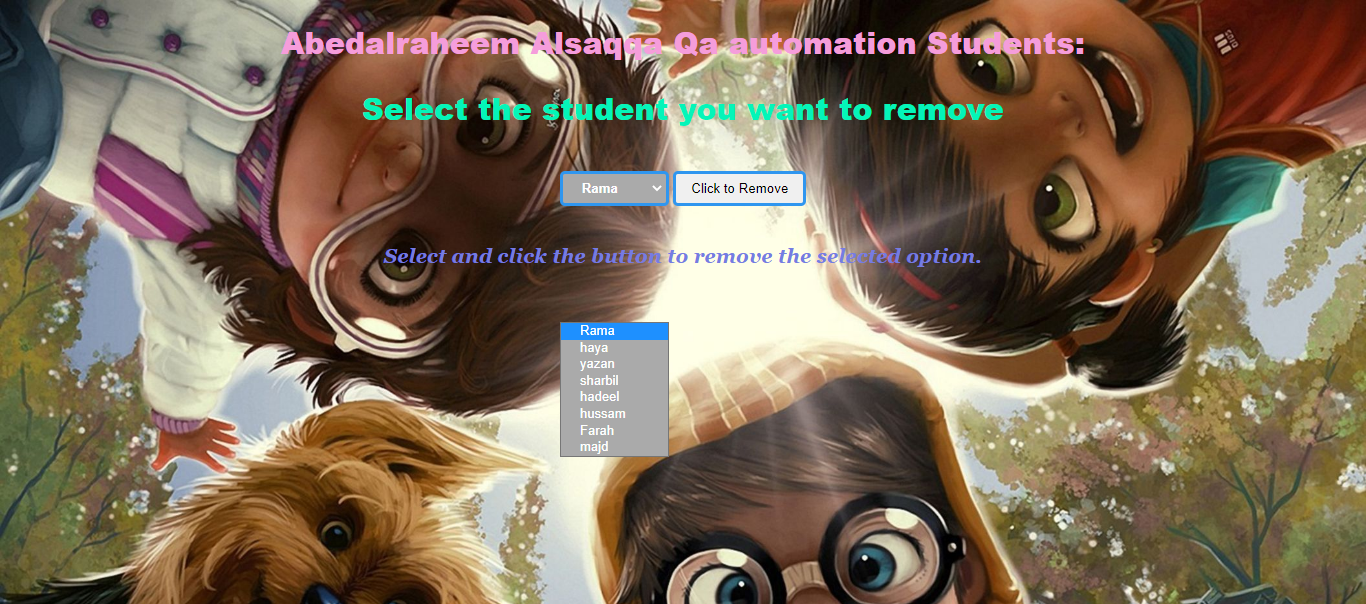 Abedalraheem Alsaqqa Qa automation Students:
Select the student you want to remove
Rama
Click to Remove
Select and click the button to remove the selected option.
Rama
haya
yazan
sharbil
hadeel
hussam
Farah
majd